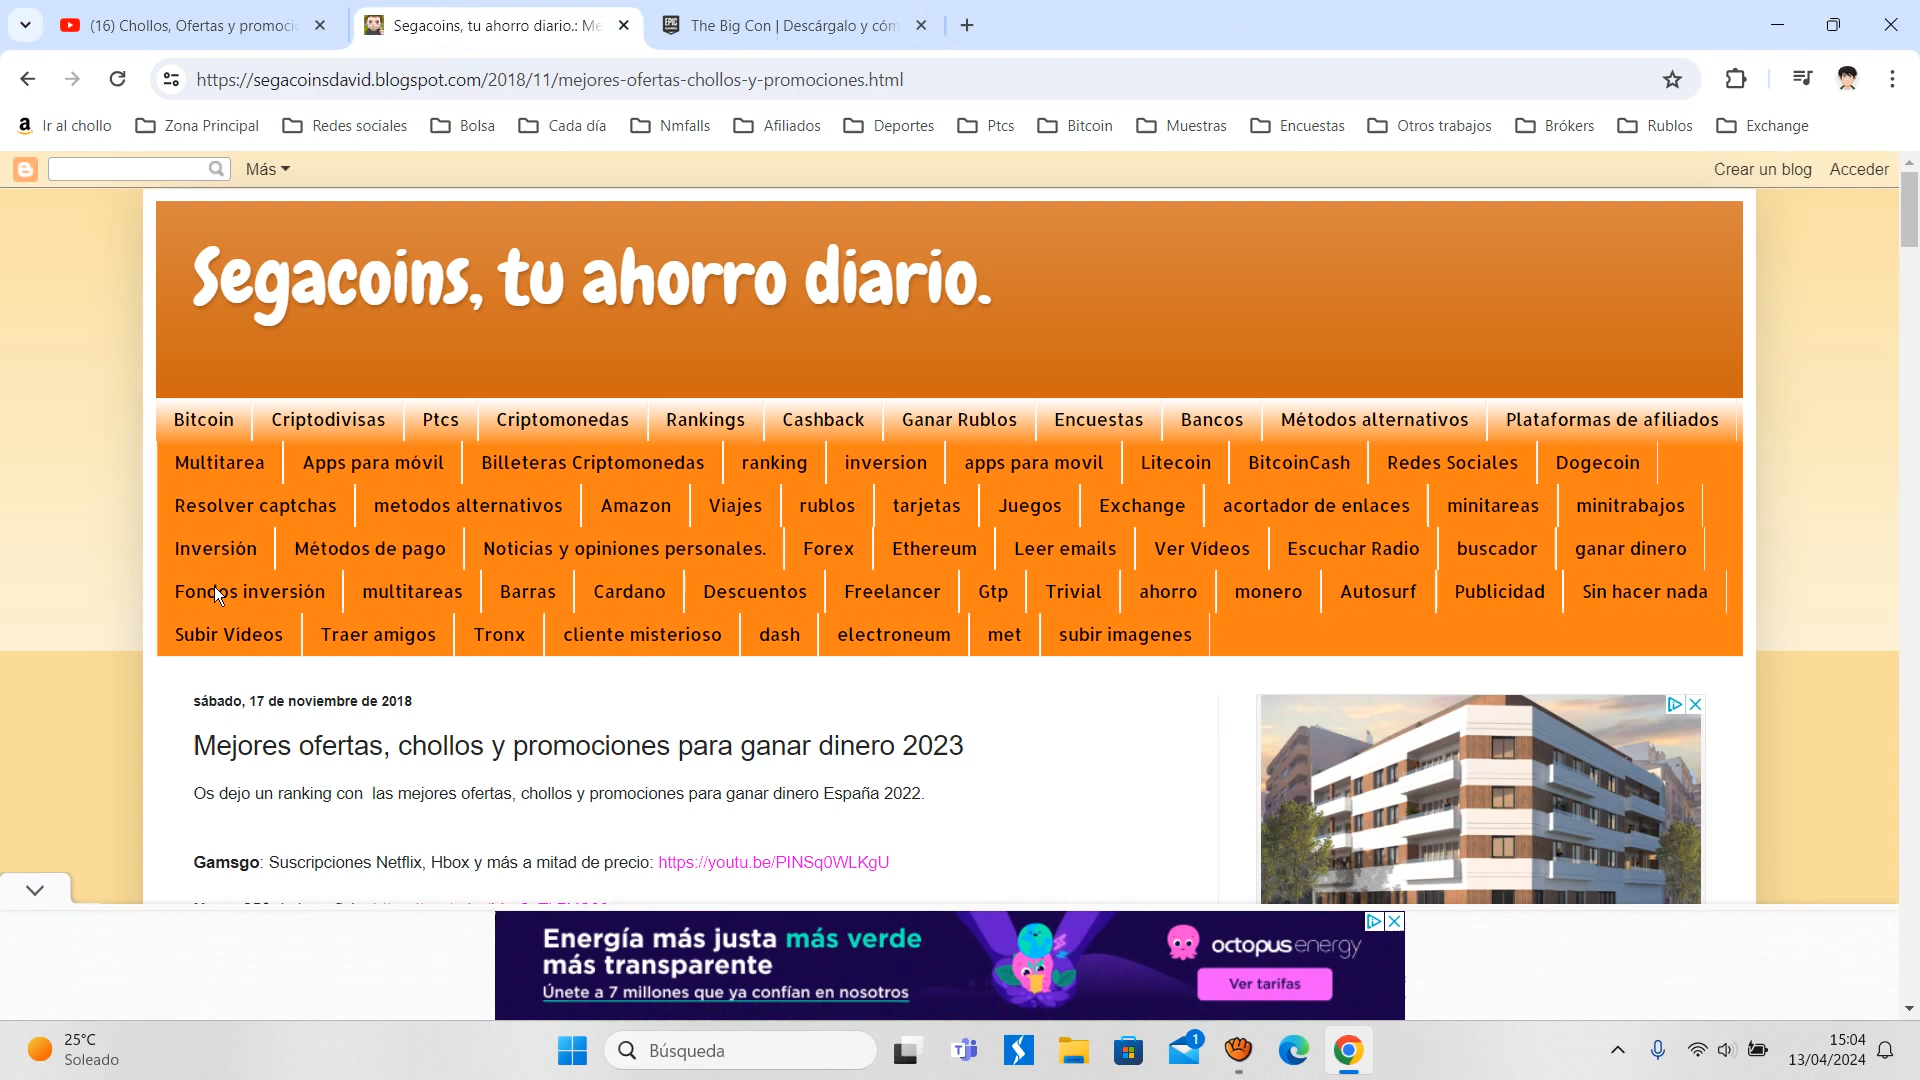 (16) Chollos, Ofertas y promoci
Segacoins, tu ahorro diario.: Me
The Big Con | Descárgalo y cóm
https://segacoinsdavid.blogspot.com/2018/11/mejores-ofertas-chollos-y-promociones.html
Ir al chollo Zona Principal Redes sociales Bolsa Cada día Nmfalls Afiliados Deportes Ptcs Bitcoin Muestras Encuestas Otros trabajos Brókers Rublos Exchange
Más Crear un blog Acceder
Segacoins, tu ahorro diario.
Bitcoin Criptodivisas Ptcs Criptomonedas Rankings Cashback Ganar Rublos Encuestas Bancos Métodos alternativos Plataformas de afiliados
Multitarea Apps para móvil Billeteras Criptomonedas ranking inversion apps para movil Litecoin BitcoinCash Redes Sociales Dogecoin
Resolver captchas metodos alternativos Amazon Viajes rublos tarjetas Juegos Exchange acortador de enlaces minitareas minitrabajos
Inversión Métodos de pago Noticias y opiniones personales. Forex Ethereum Leer emails Ver Vídeos Escuchar Radio buscador ganar dinero
Fondos inversión multitareas Barras Cardano Descuentos Freelancer Gtp Trivial ahorro monero Autosurf Publicidad Sin hacer nada
Subir Vídeos Traer amigos Tronx cliente misterioso dash electroneum met subir imagenes
sábado, 17 de noviembre de 2018
Mejores ofertas, chollos y promociones para ganar dinero 2023
Os dejo un ranking con las mejores ofertas, chollos y promociones para ganar dinero España 2022.
Gamsgo: Suscripciones Netflix, Hbox y más a mitad de precio: https://youtu.be/PINSq0WLKgU
Energía más justa más verde
más transparente
Únete a 7 millones que ya confían en nosotros
octopus energy
Ver tarifas
25°C
Soleado
Búsqueda
1
15:04
13/04/2024